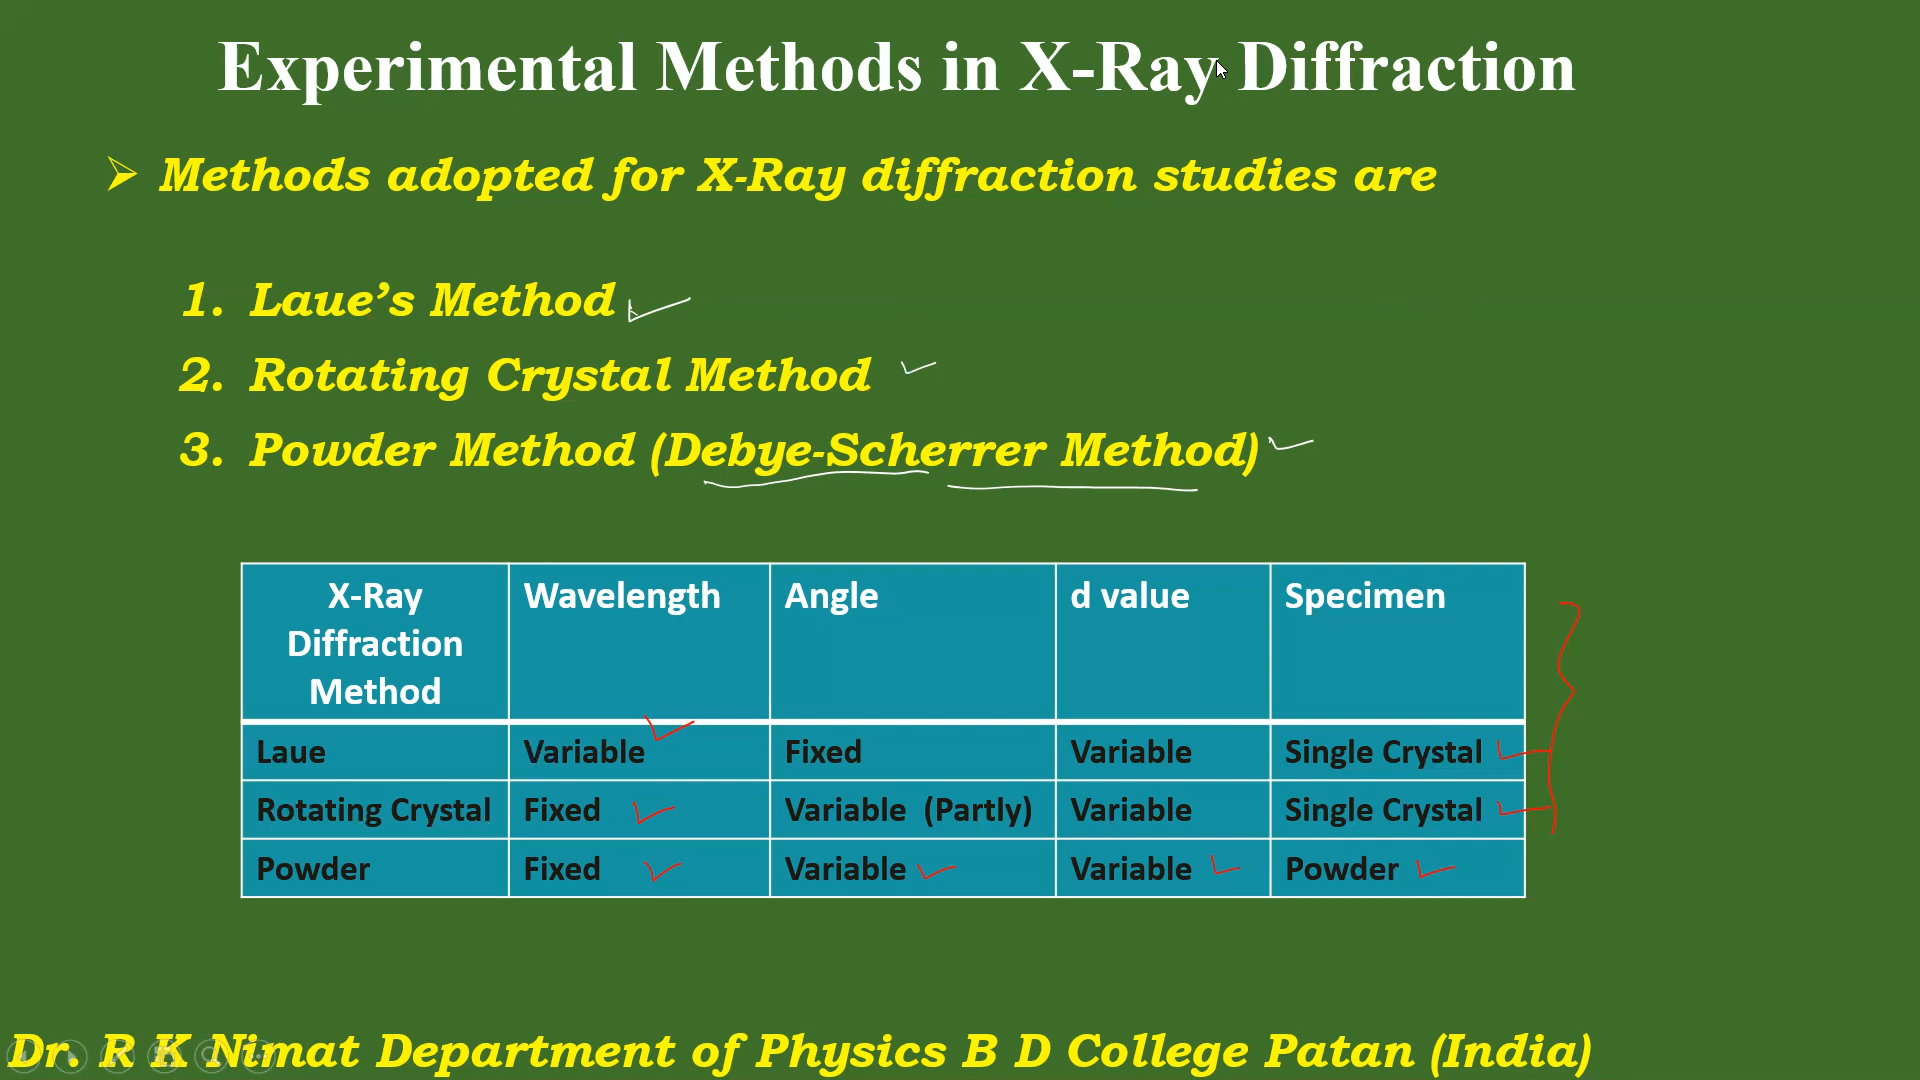 Experimental Methods in X-Ray Diffraction
➢ Methods adopted for X-Ray diffraction studies are
1. Laue’s Method
2. Rotating Crystal Method
3. Powder Method (Debye-Scherrer Method)
X-Ray Diffraction Method Wavelength Angle d value Specimen
Laue Variable Fixed Variable Single Crystal
Rotating Crystal Fixed Variable (Partly) Variable Single Crystal
Powder Fixed Variable Variable Powder
Dr. R K Nimat Department of Physics B D College Patan (India)